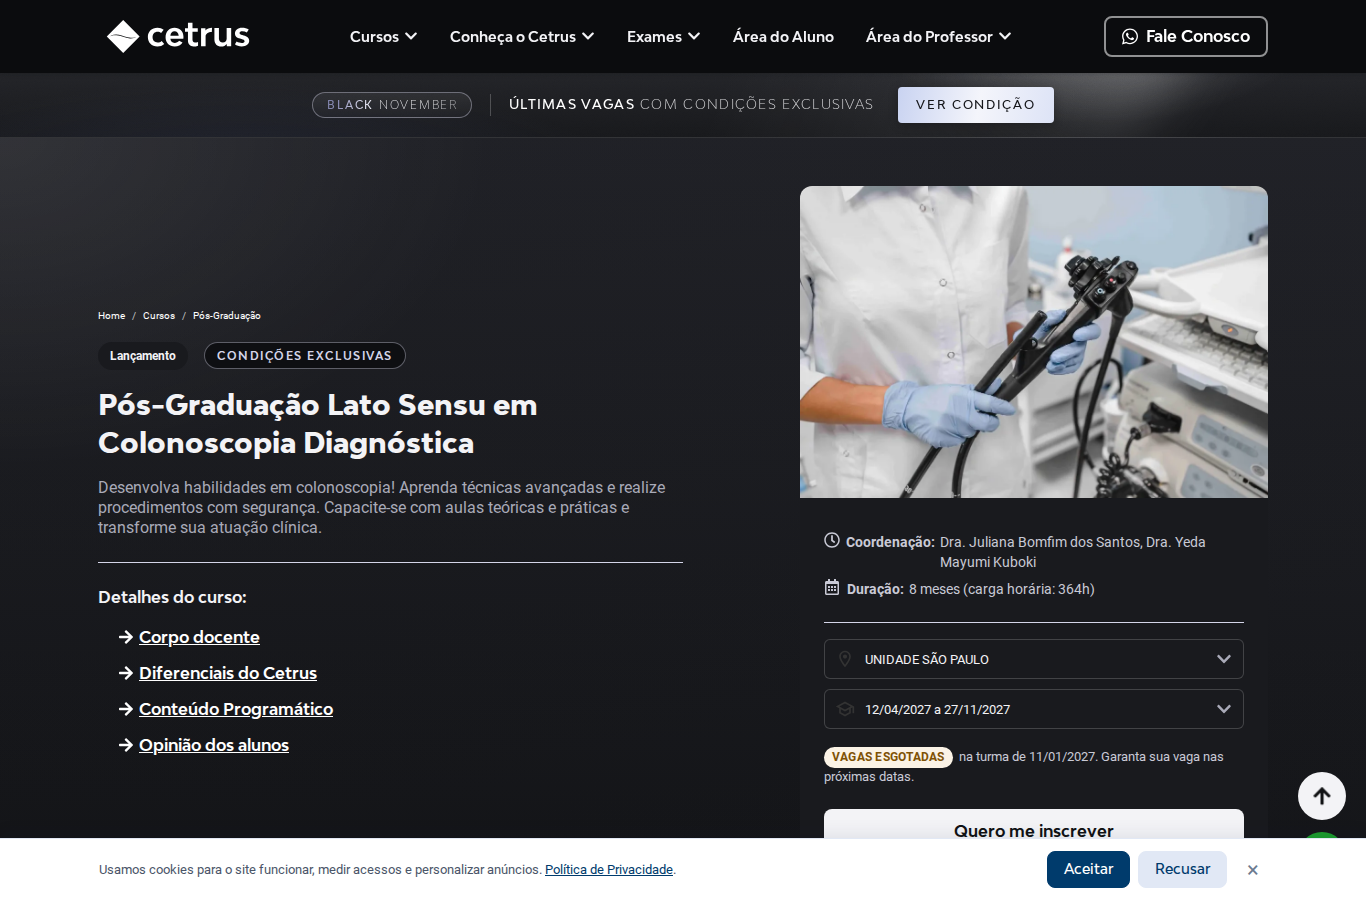 cetrus
Cursos
Conheça o Cetrus
Exames
Área do Aluno
Área do Professor
Fale Conosco
BLACK NOVEMBER
ÚLTIMAS VAGAS COM CONDIÇÕES EXCLUSIVAS
VER CONDIÇÃO
Home / Cursos / Pós-Graduação
Lançamento
CONDIÇÕES EXCLUSIVAS
Pós-Graduação Lato Sensu em
Colonoscopia Diagnóstica
Desenvolva habilidades em colonoscopia! Aprenda técnicas avançadas e realize
procedimentos com segurança. Capacite-se com aulas teóricas e práticas e
transforme sua atuação clínica.
Detalhes do curso:
Corpo docente
Diferenciais do Cetrus
Conteúdo Programático
Opinião dos alunos
Coordenação: Dra. Juliana Bomfim dos Santos, Dra. Yeda
Mayumi Kuboki
Duração: 8 meses (carga horária: 364h)
UNIDADE SÃO PAULO
12/04/2027 a 27/11/2027
VAGAS ESGOTADAS na turma de 11/01/2027. Garanta sua vaga nas
próximas datas.
Quero me inscrever
Usamos cookies para o site funcionar, medir acessos e personalizar anúncios. Política de Privacidade.
Aceitar
Recusar
×